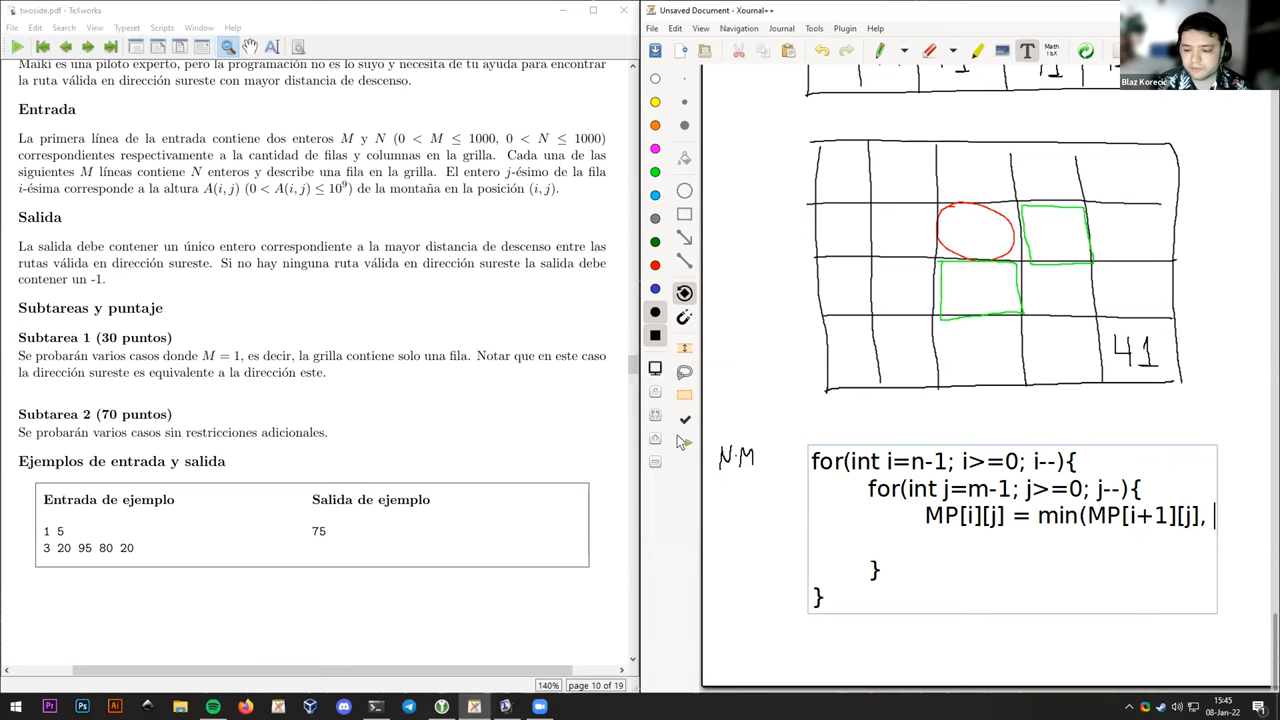 twoside.pdf - TeXworks
File Edit Search View Typeset Scripts Window Help
Maiki es una piloto experto, pero la programación no es lo suyo y necesita de tu ayuda para encontrar
la ruta válida en dirección sureste con mayor distancia de descenso.
Entrada
La primera línea de la entrada contiene dos enteros M y N (0 < M ≤ 1000, 0 < N ≤ 1000)
correspondientes respectivamente a la cantidad de filas y columnas en la grilla. Cada una de las
siguientes M líneas contiene N enteros y describe una fila en la grilla. El entero j-ésimo de la fila
i-ésima corresponde a la altura A(i, j) (0 < A(i, j) ≤ 10⁹) de la montaña en la posición (i, j).
Salida
La salida debe contener un único entero correspondiente a la mayor distancia de descenso entre las
rutas válida en dirección sureste. Si no hay ninguna ruta válida en dirección sureste la salida debe
contener un -1.
Subtareas y puntaje
Subtarea 1 (30 puntos)
Se probarán varios casos donde M = 1, es decir, la grilla contiene solo una fila. Notar que en este caso
la dirección sureste es equivalente a la dirección este.
Subtarea 2 (70 puntos)
Se probarán varios casos sin restricciones adicionales.
Ejemplos de entrada y salida
Entrada de ejemplo Salida de ejemplo
1 5 75
3 20 95 80 20
140% page 10 of 19
Unsaved Document - Xournal++
File Edit View Navigation Journal Tools Plugin Help
Math
Blaz Korecic
41
N·M
for(int i=n-1; i>=0; i--){
for(int j=m-1; j>=0; j--){
MP[i][j] = min(MP[i+1][j],
}
}
15:45
08-Jan-22